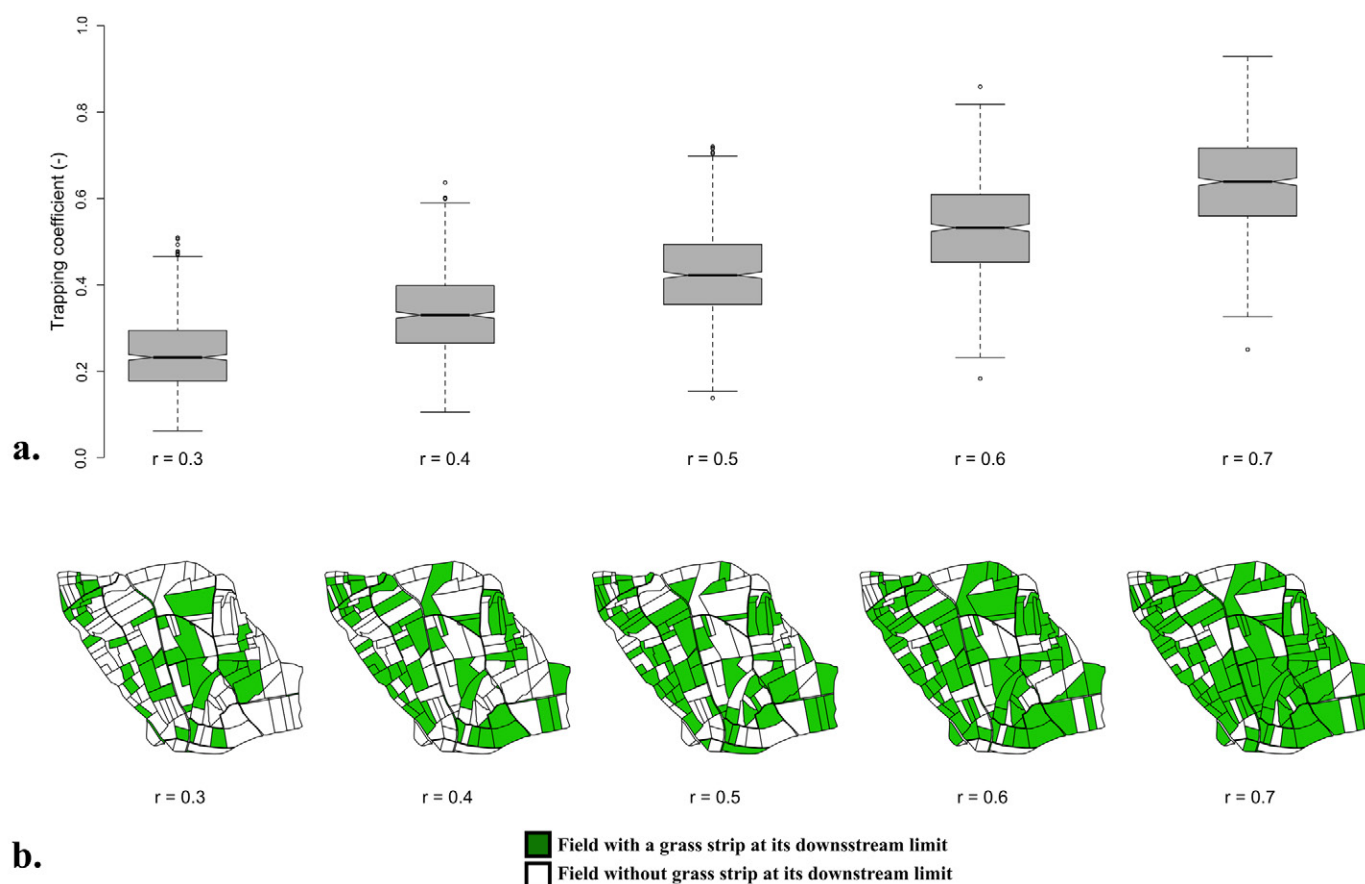 1.0
0.8
0.6
0.4
0.2
0.0
Trapping coefficient (-)
a.
r = 0.3 r = 0.4 r = 0.5 r = 0.6 r = 0.7
r = 0.3 r = 0.4 r = 0.5 r = 0.6 r = 0.7
b.
Field with a grass strip at its downsstream limit
Field without grass strip at its downstream limit